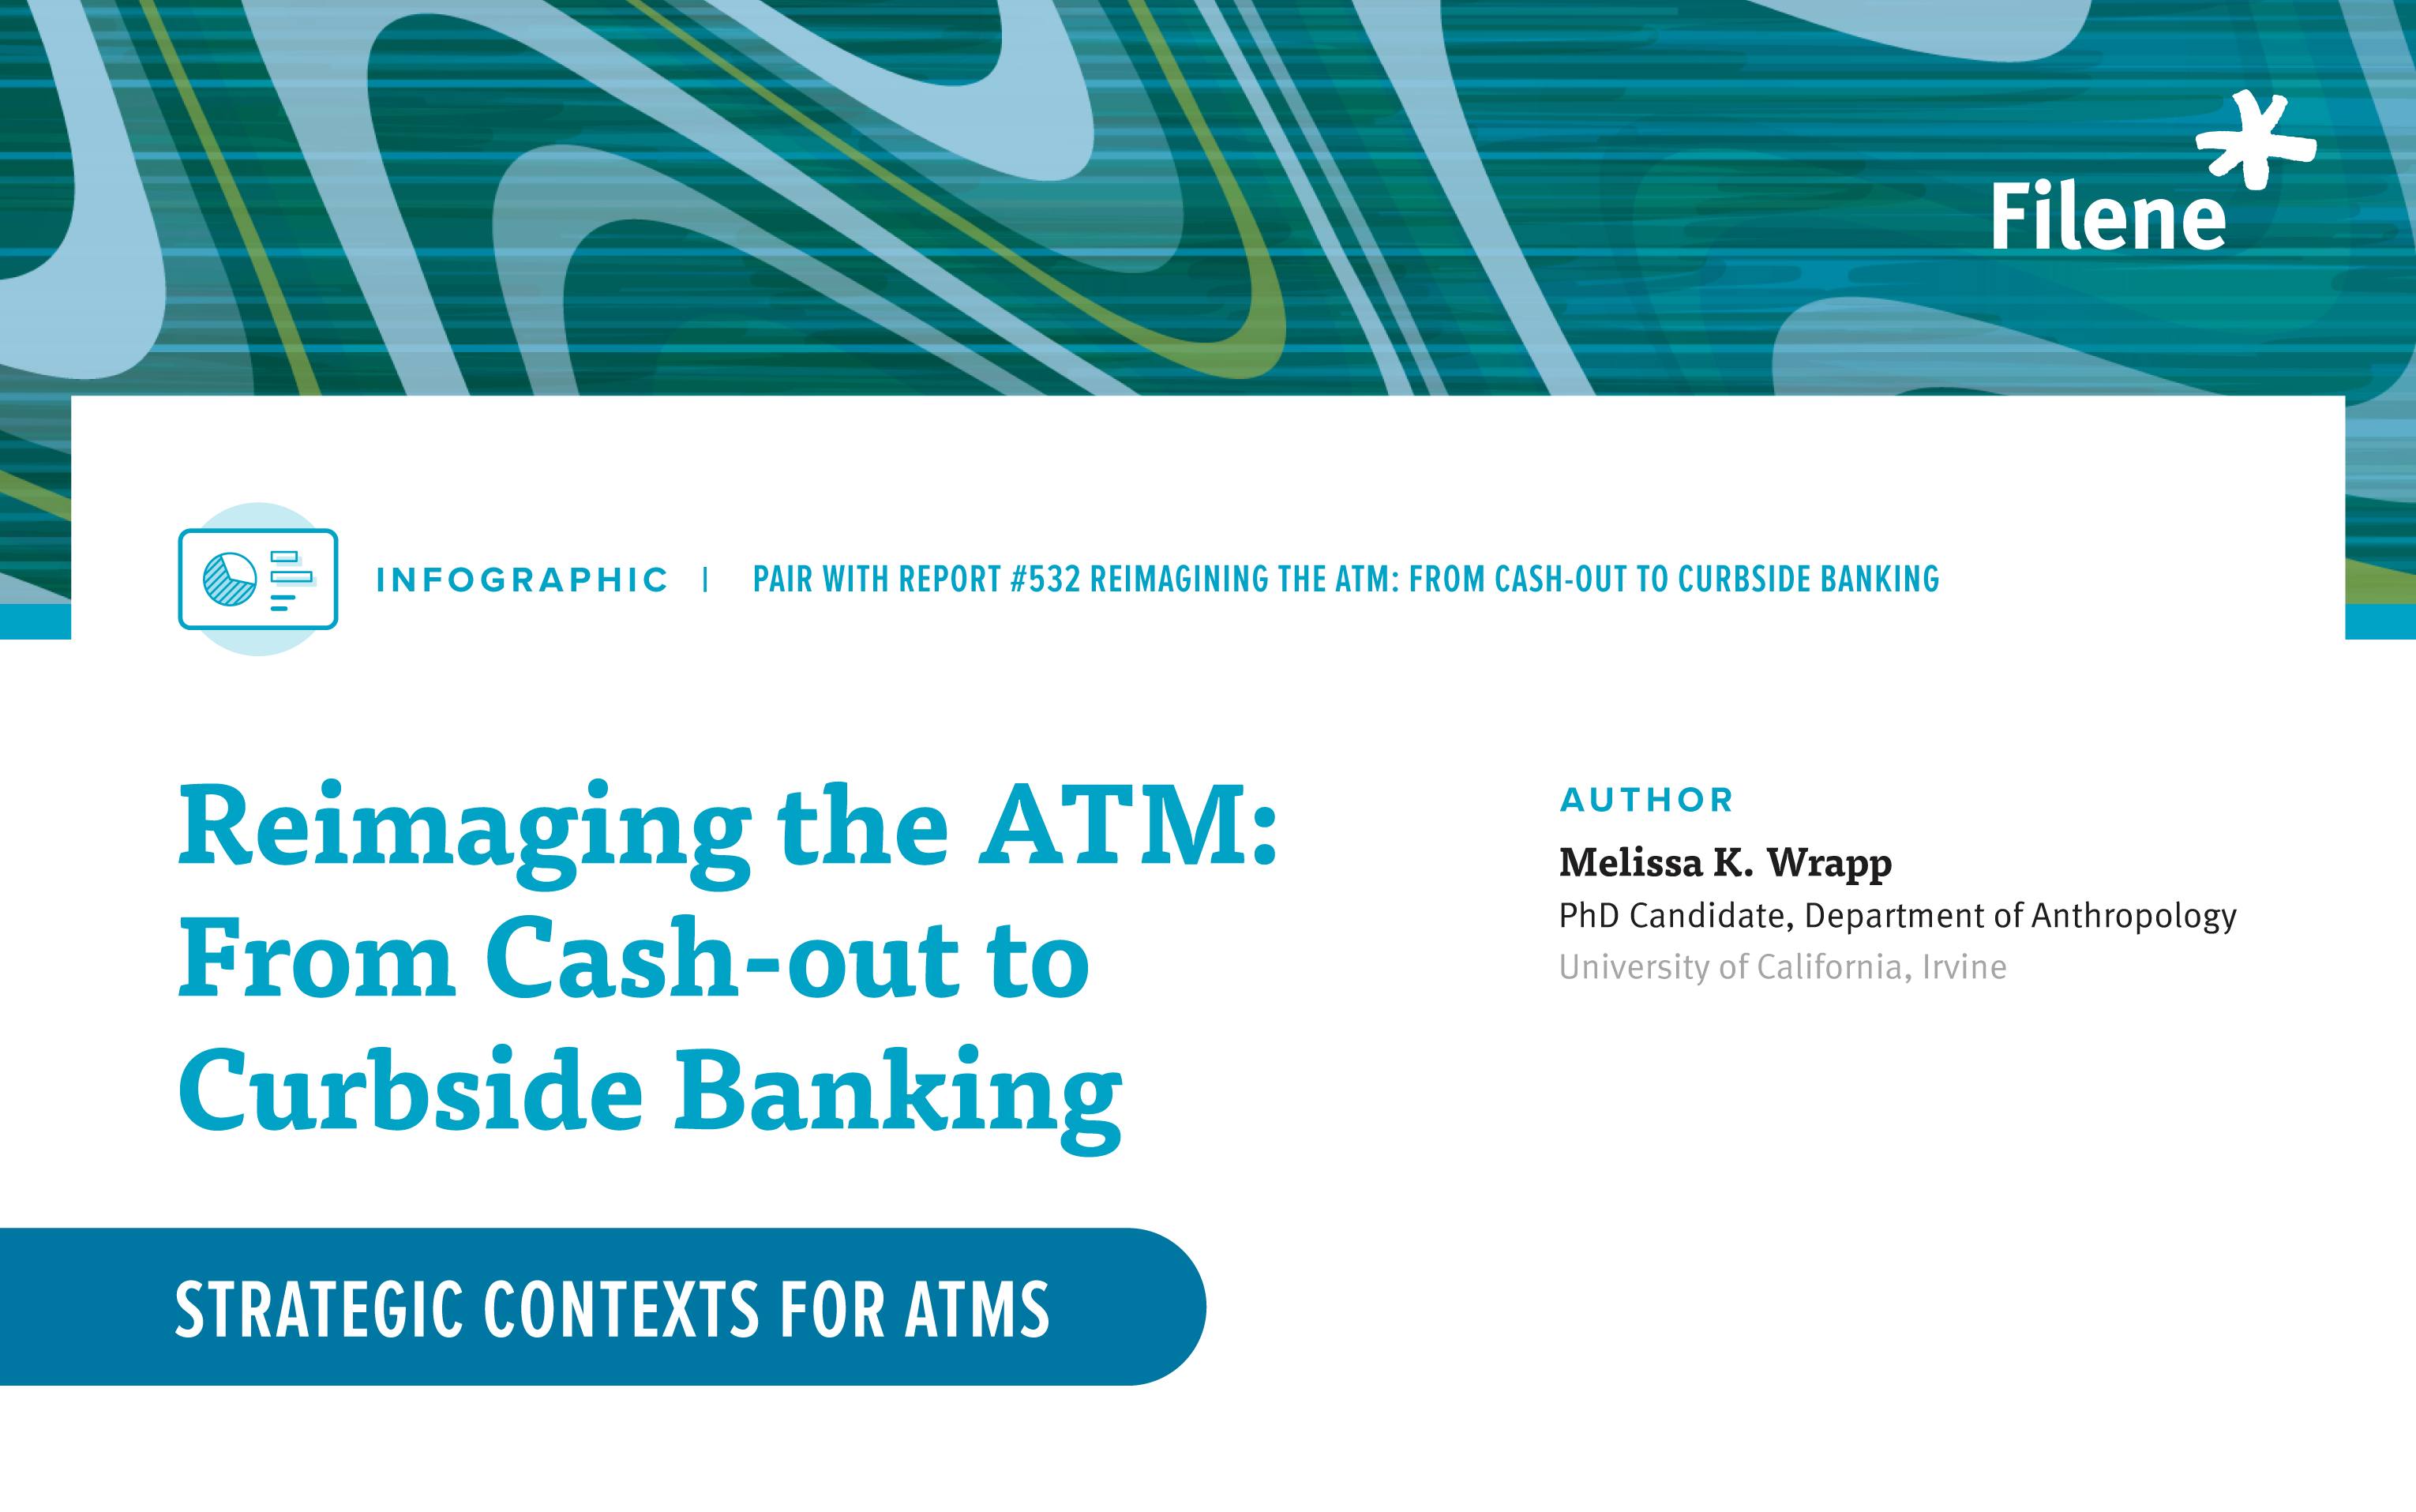 Filene
INFOGRAPHIC | PAIR WITH REPORT #532 REIMAGINING THE ATM: FROM CASH-OUT TO CURBSIDE BANKING
Reimaging the ATM:
From Cash-out to
Curbside Banking
AUTHOR
Melissa K. Wrapp
PhD Candidate, Department of Anthropology
University of California, Irvine
STRATEGIC CONTEXTS FOR ATMS